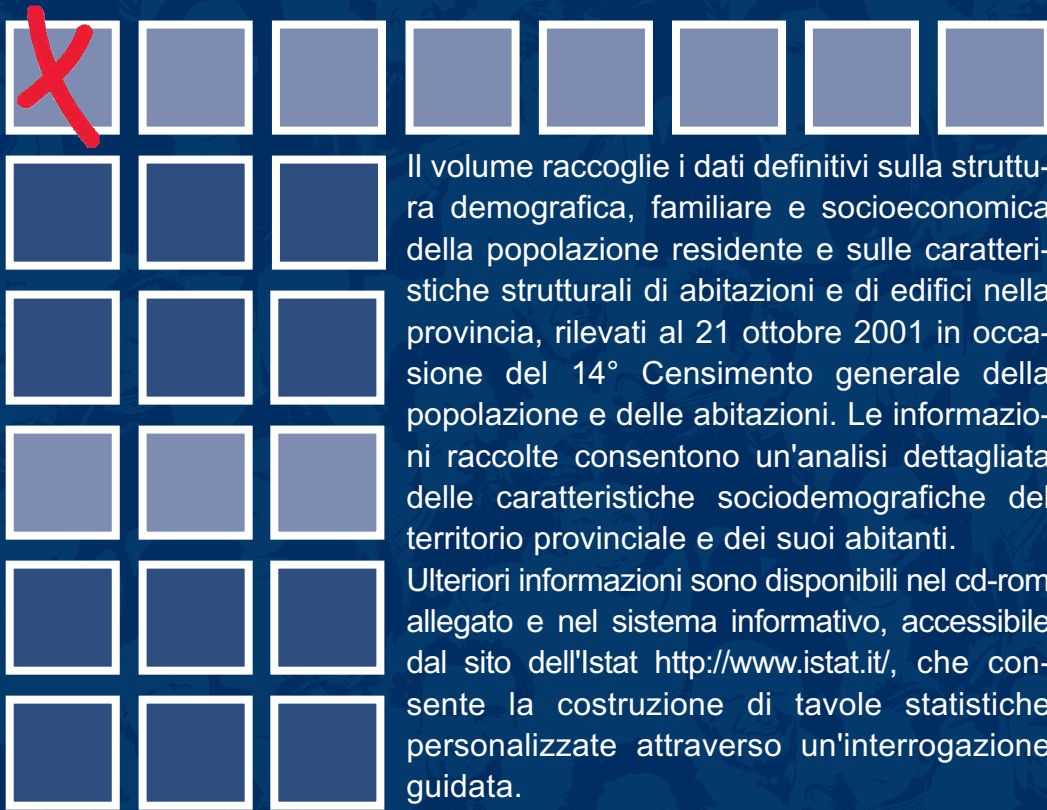 Il volume raccoglie i dati definitivi sulla struttu-
ra demografica, familiare e socioeconomica
della popolazione residente e sulle caratteri-
stiche strutturali di abitazioni e di edifici nella
provincia, rilevati al 21 ottobre 2001 in occa-
sione del 14° Censimento generale della
popolazione e delle abitazioni. Le informazio-
ni raccolte consentono un'analisi dettagliata
delle caratteristiche sociodemografiche del
territorio provinciale e dei suoi abitanti.
Ulteriori informazioni sono disponibili nel cd-rom
allegato e nel sistema informativo, accessibile
dal sito dell'Istat http://www.istat.it/, che con-
sente la costruzione di tavole statistiche
personalizzate attraverso un'interrogazione
guidata.